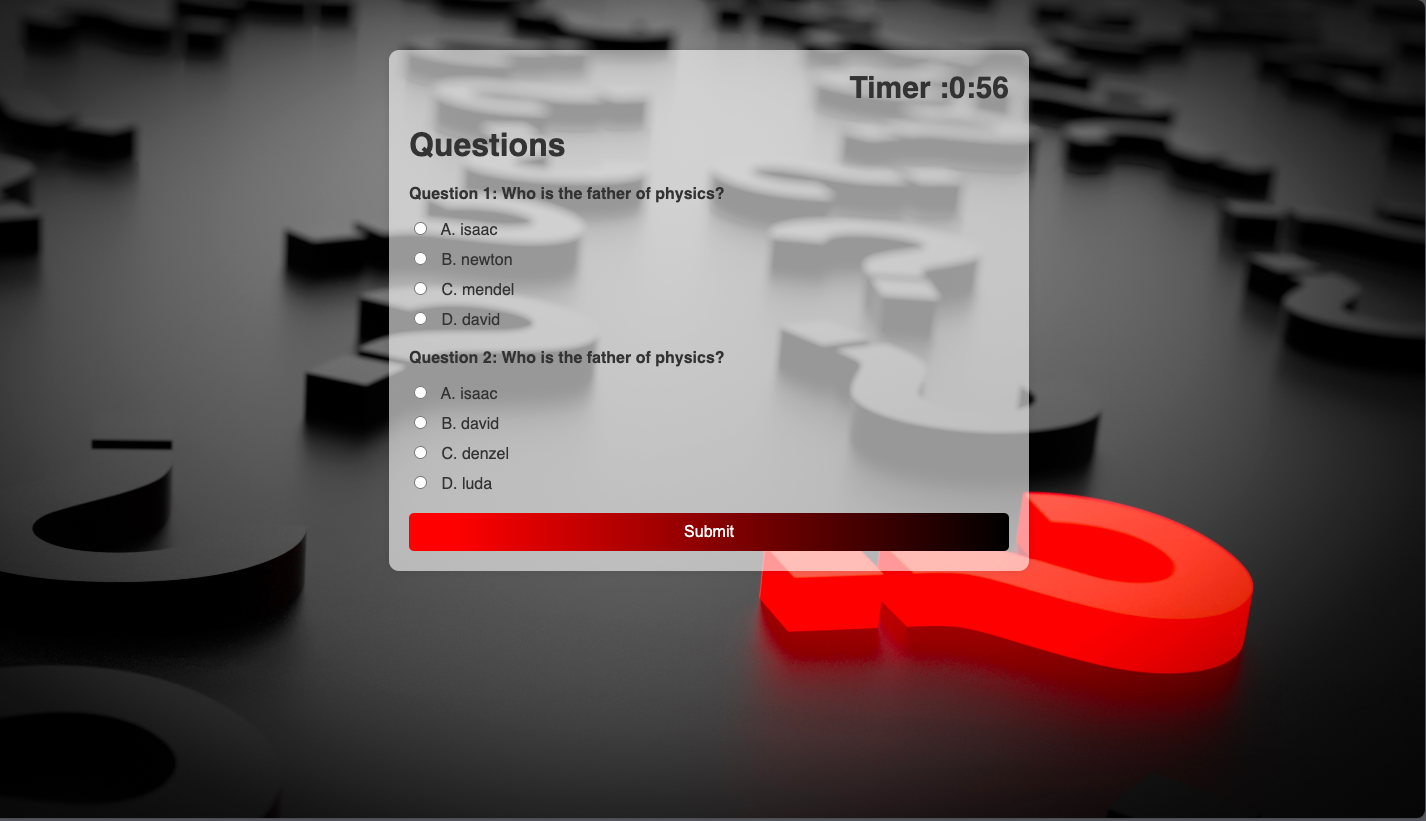 Timer :0:56
Questions
Question 1: Who is the father of physics?
A. isaac
B. newton
C. mendel
D. david
Question 2: Who is the father of physics?
A. isaac
B. david
C. denzel
D. luda
Submit